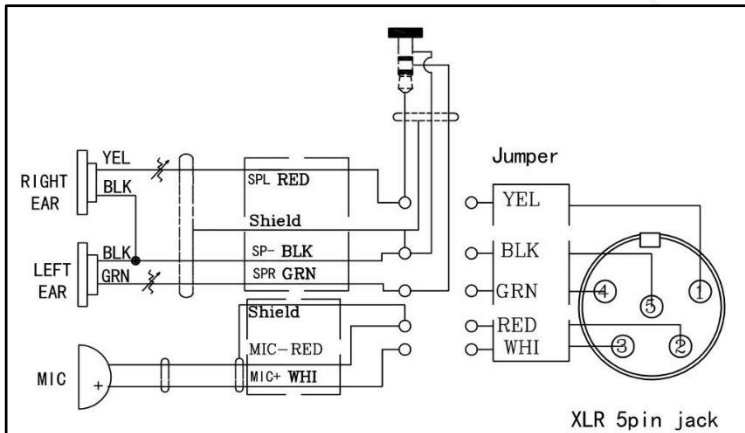 Jumper
YEL
RIGHT EAR
BLK
SPL RED
YEL
Shield
BLK
LEFT EAR
BLK
SP- BLK
GRN
SPR GRN
GRN
Shield
RED
MIC-RED
WHI
MIC
+
MIC+ WHI
1
2
3
4
5
XLR 5pin jack